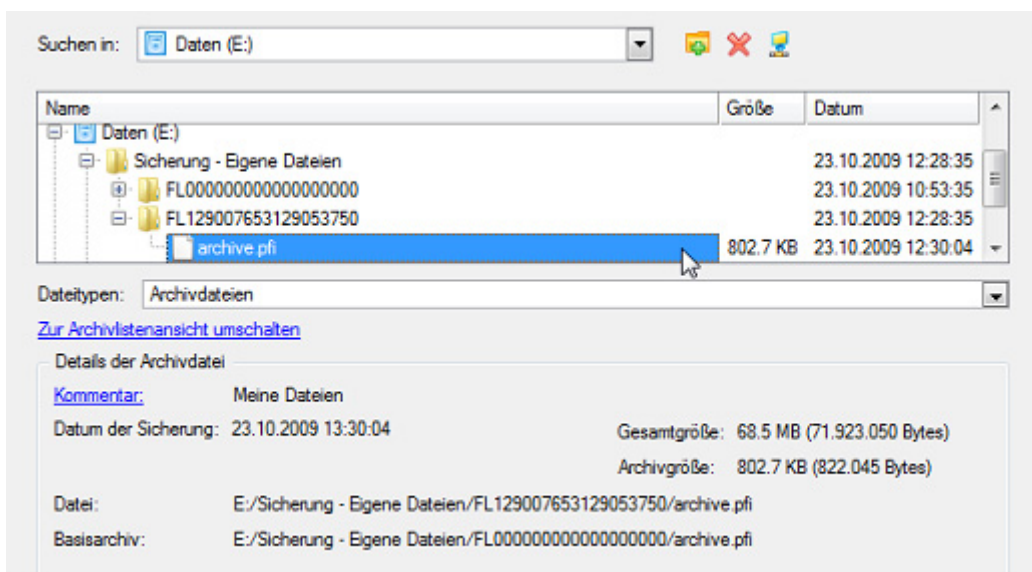 Suchen in: Daten (E:)
Name Größe Datum
Daten (E:)
Sicherung - Eigene Dateien 23.10.2009 12:28:35
FL000000000000000000 23.10.2009 10:53:35
FL129007653129053750 23.10.2009 12:28:35
archive.pfi 802.7 KB 23.10.2009 12:30:04
Dateitypen: Archivdateien
Zur Archivlistenansicht umschalten
Details der Archivdatei
Kommentar: Meine Dateien
Datum der Sicherung: 23.10.2009 13:30:04
Gesamtgröße: 68.5 MB (71.923.050 Bytes)
Archivgröße: 802.7 KB (822.045 Bytes)
Datei: E:/Sicherung - Eigene Dateien/FL129007653129053750/archive.pfi
Basisarchiv: E:/Sicherung - Eigene Dateien/FL000000000000000000/archive.pfi